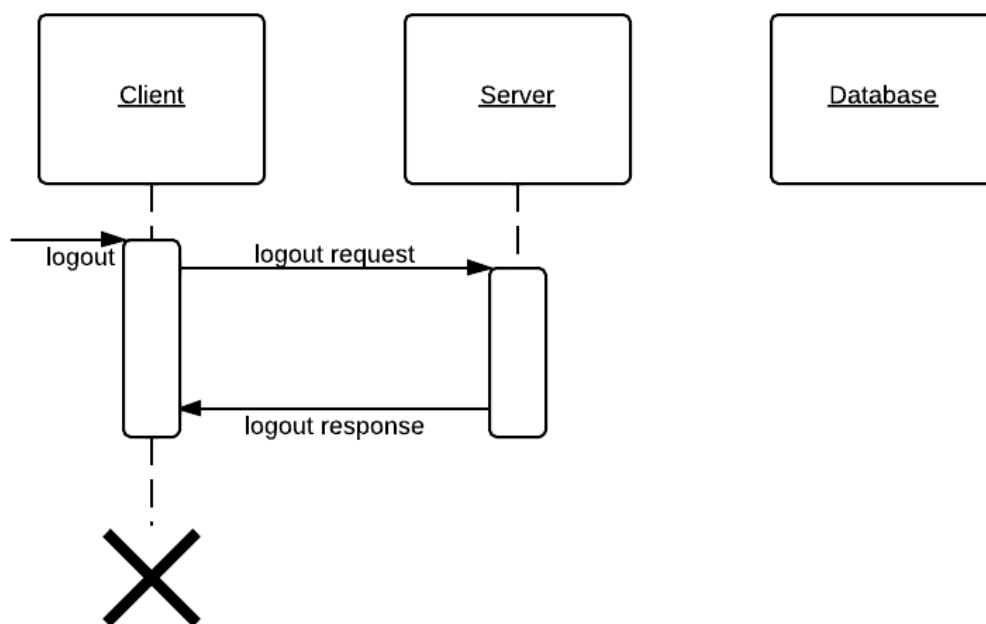 Client
Server
Database
logout
logout request
logout response